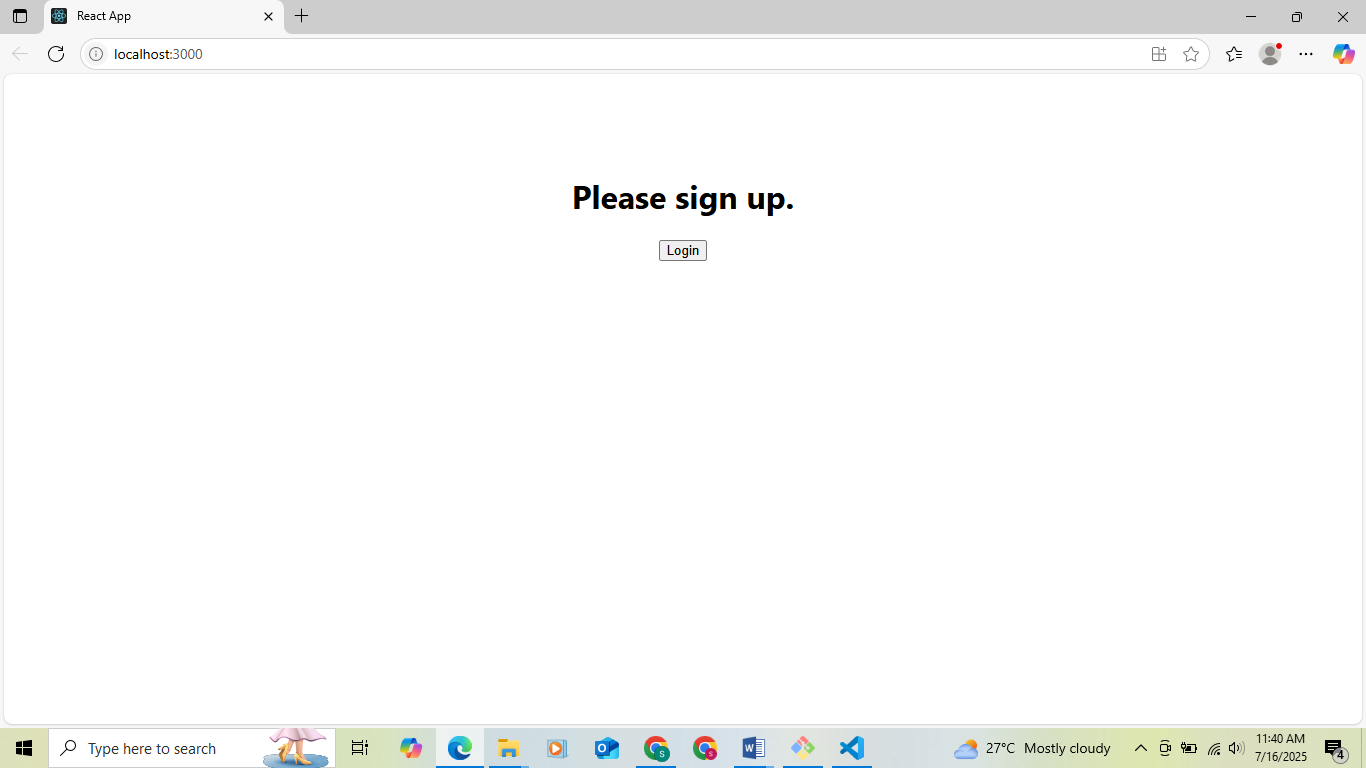 React App
localhost:3000
Please sign up.
Login
Type here to search
27°C Mostly cloudy
11:40 AM
7/16/2025
4